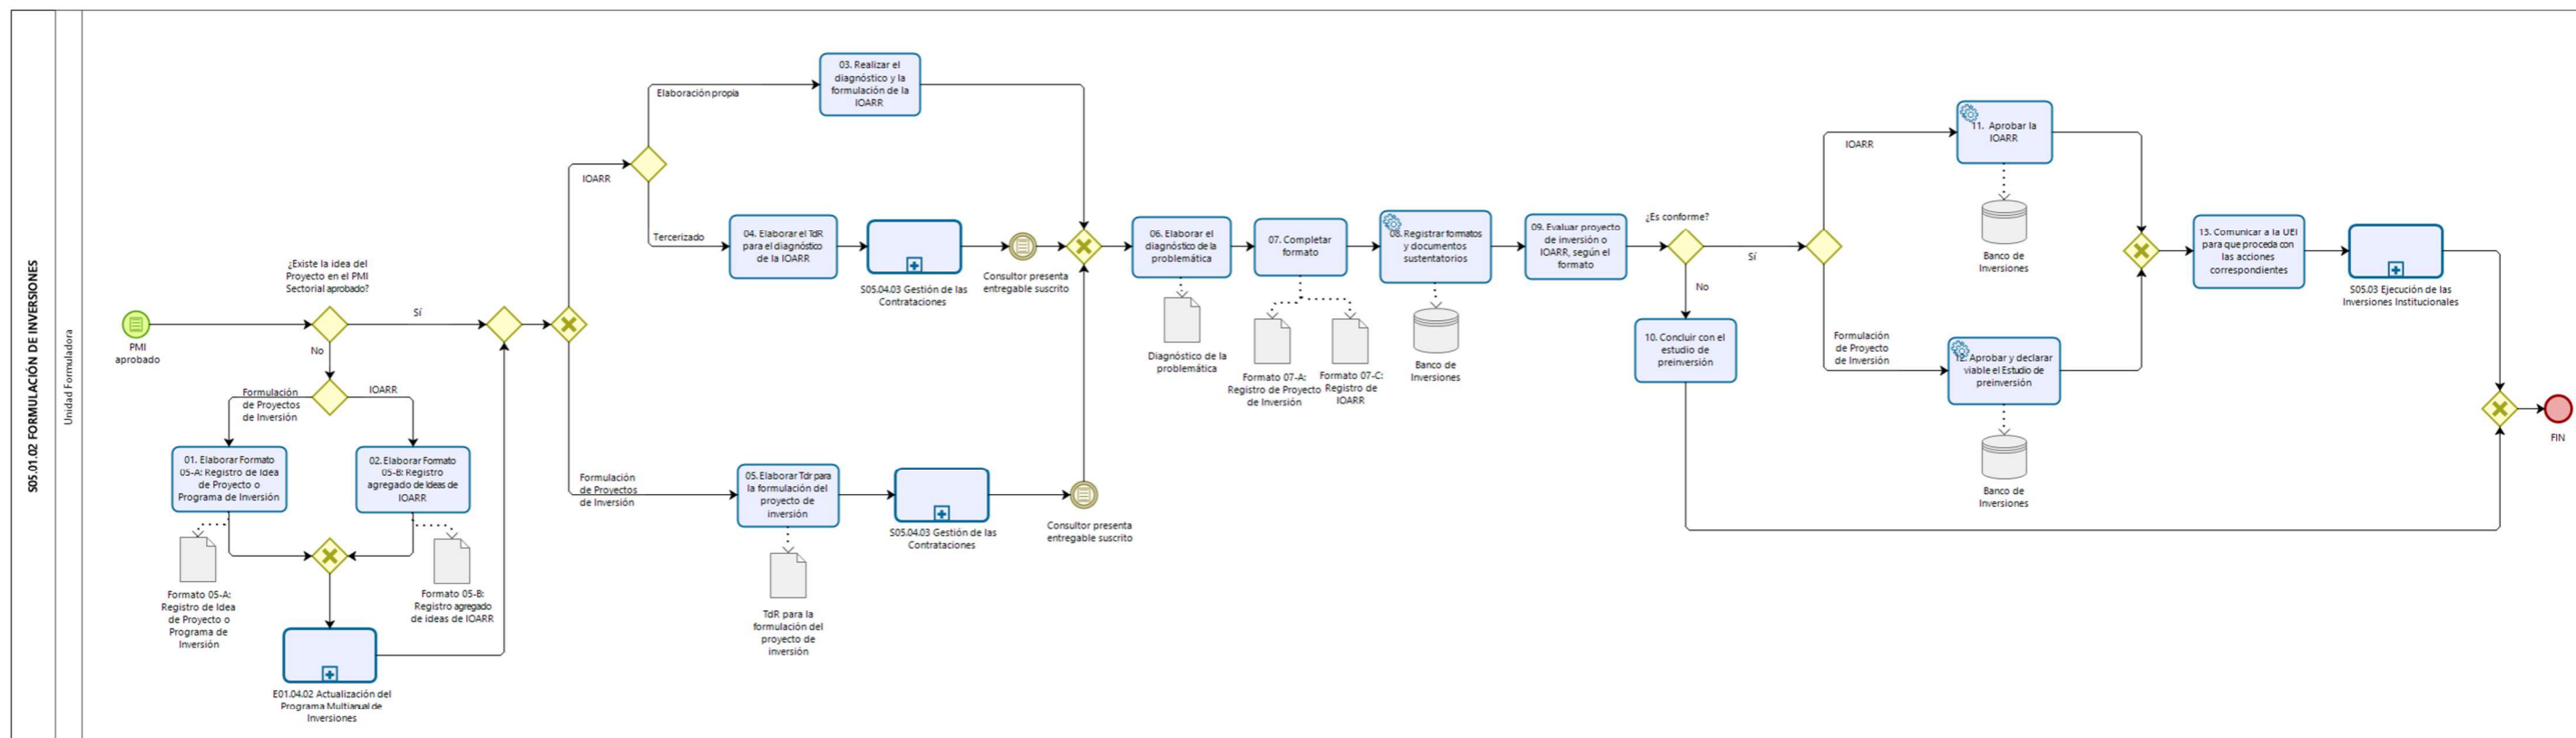 S05.01.02 FORMULACIÓN DE INVERSIONES
Unidad Formuladora
PMI
aprobado
¿Existe la idea del
Proyecto en el PMI
Sectorial aprobado?
Sí
No
Formulación
de Proyectos
de Inversión
IOARR
01. Elaborar Formato
05-A: Registro de Idea
de Proyecto o
Programa de Inversión
02. Elaborar Formato
05-B: Registro
agregado de Ideas de
IOARR
Formato 05-A:
Registro de Idea
de Proyecto o
Programa de
Inversión
Formato 05-B:
Registro agregado
de ideas de IOARR
E01.04.02 Actualización del
Programa Multianual de
Inversiones
IOARR
Elaboración propia
03. Realizar el
diagnóstico y la
formulación de la
IOARR
Tercerizado
04. Elaborar el TdR
para el diagnóstico
de la IOARR
S05.04.03 Gestión de las
Contrataciones
Consultor presenta
entregable suscrito
Formulación
de Proyectos
de Inversión
05. Elaborar Tdr para
la formulación del
proyecto de
inversión
TdR para la
formulación del
proyecto de
inversión
S05.04.03 Gestión de las
Contrataciones
Consultor presenta
entregable suscrito
06. Elaborar el
diagnóstico de la
problemática
Diagnóstico de la
problemática
07. Completar
formato
Formato 07-A:
Registro de Proyecto
de Inversión
Formato 07-C:
Registro de
IOARR
08. Registrar formatos
y documentos
sustentatorios
Banco de
Inversiones
09. Evaluar proyecto
de inversión o
IOARR, según el
formato
¿Es conforme?
Sí
No
10. Concluir con el
estudio de
preinversión
IOARR
11. Aprobar la
IOARR
Banco de
Inversiones
Formulación
de Proyecto
de Inversión
12. Aprobar y declarar
viable el Estudio de
preinversión
Banco de
Inversiones
13. Comunicar a la UEI
para que proceda con
las acciones
correspondientes
S05.03 Ejecución de las
Inversiones Institucionales
FIN